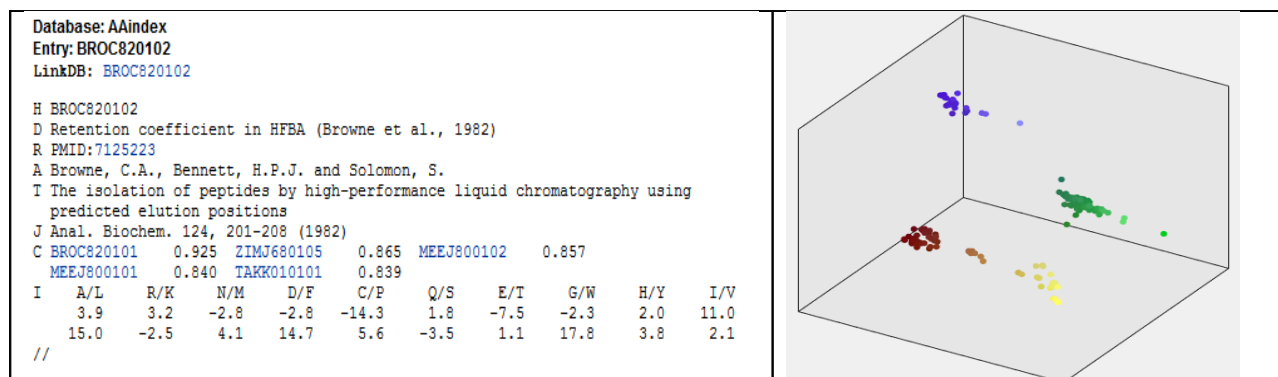 Database: AAindex
Entry: BROC820102
LinkDB: BROC820102
H BROC820102
D Retention coefficient in HFBA (Browne et al., 1982)
R PMID:7125223
A Browne, C.A., Bennett, H.P.J. and Solomon, S.
T The isolation of peptides by high-performance liquid chromatography using
predicted elution positions
J Anal. Biochem. 124, 201-208 (1982)
C BROC820101 0.925 ZIMJ680105 0.865 MEEJ800102 0.857
MEEJ800101 0.840 TAKK010101 0.839
I A/L R/K N/M D/F C/P Q/S E/T G/W H/Y I/V
3.9 3.2 -2.8 -2.8 -14.3 1.8 -7.5 -2.3 2.0 11.0
15.0 -2.5 4.1 14.7 5.6 -3.5 1.1 17.8 3.8 2.1
//